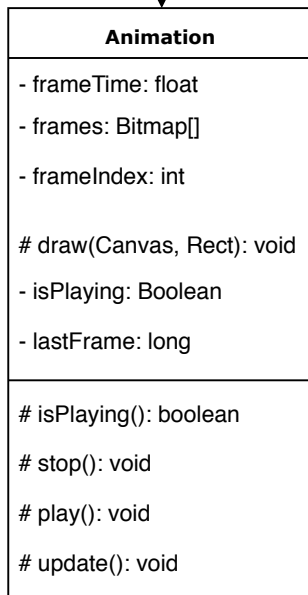 Animation
- frameTime: float
- frames: Bitmap[]
- frameIndex: int
# draw(Canvas, Rect): void
- isPlaying: Boolean
- lastFrame: long
# isPlaying(): boolean
# stop(): void
# play(): void
# update(): void